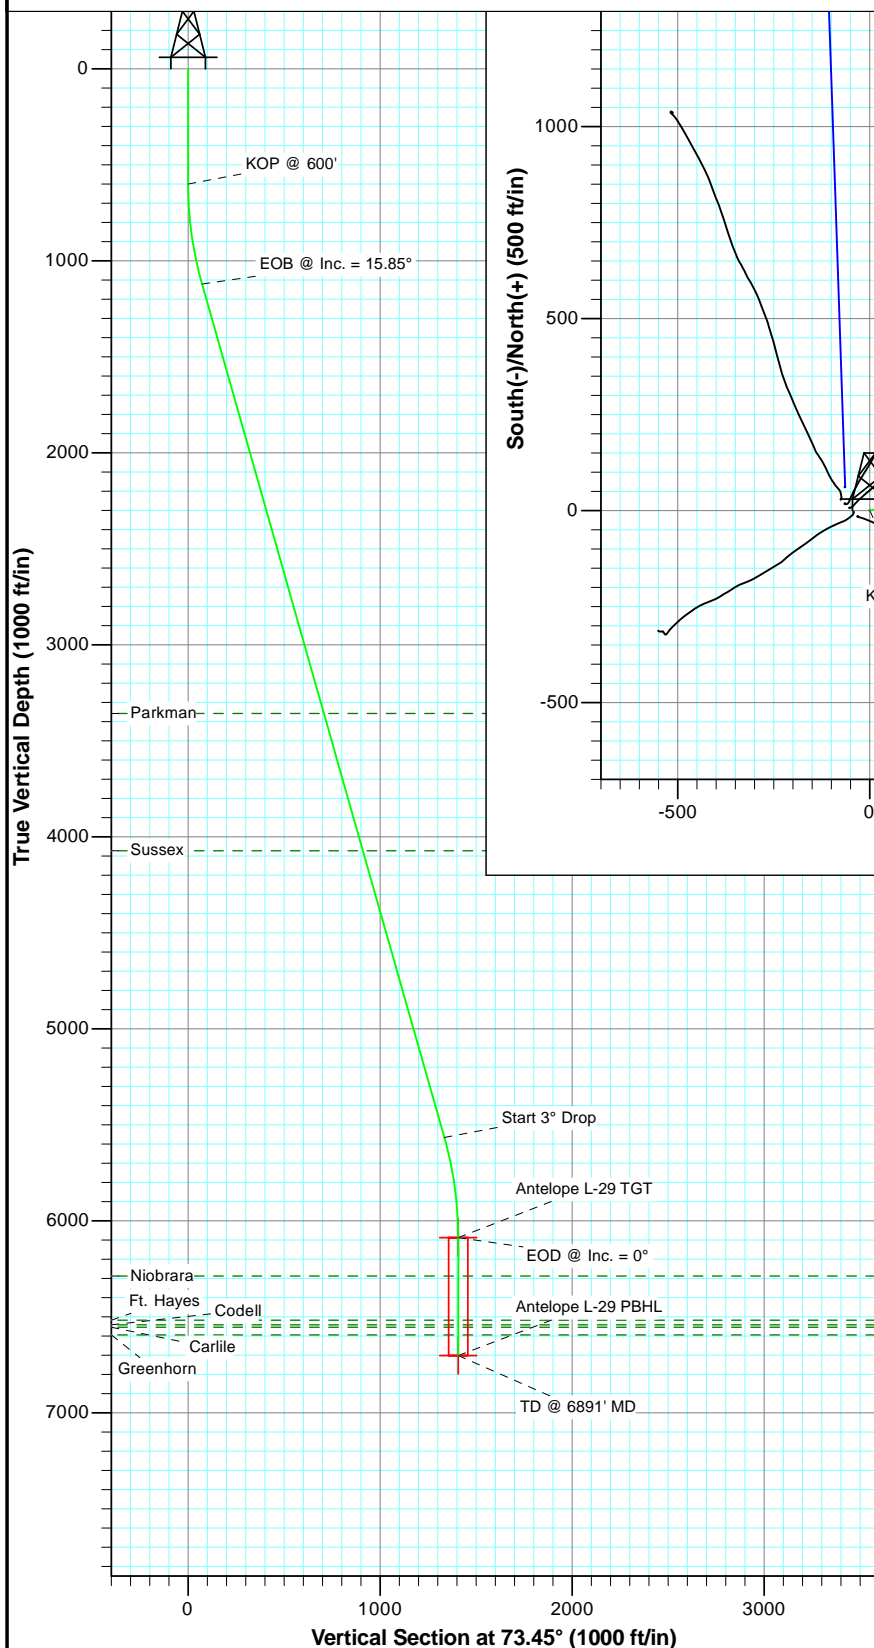 0
KOP @ 600'
EOB @ Inc. = 15.85°
1000
2000
3000
Parkman
4000
Sussex
True Vertical Depth (1000 ft/in)
5000
Start 3° Drop
Antelope L-29 TGT
6000
EOD @ Inc. = 0°
Niobrara
Ft. Hayes
Codell
Antelope L-29 PBHL
Carlile
Greenhorn
TD @ 6891' MD
7000
0
1000
2000
3000
Vertical Section at 73.45° (1000 ft/in)
South(-)/North(+) (500 ft/in)
1000
500
0
-500
K
-500
0